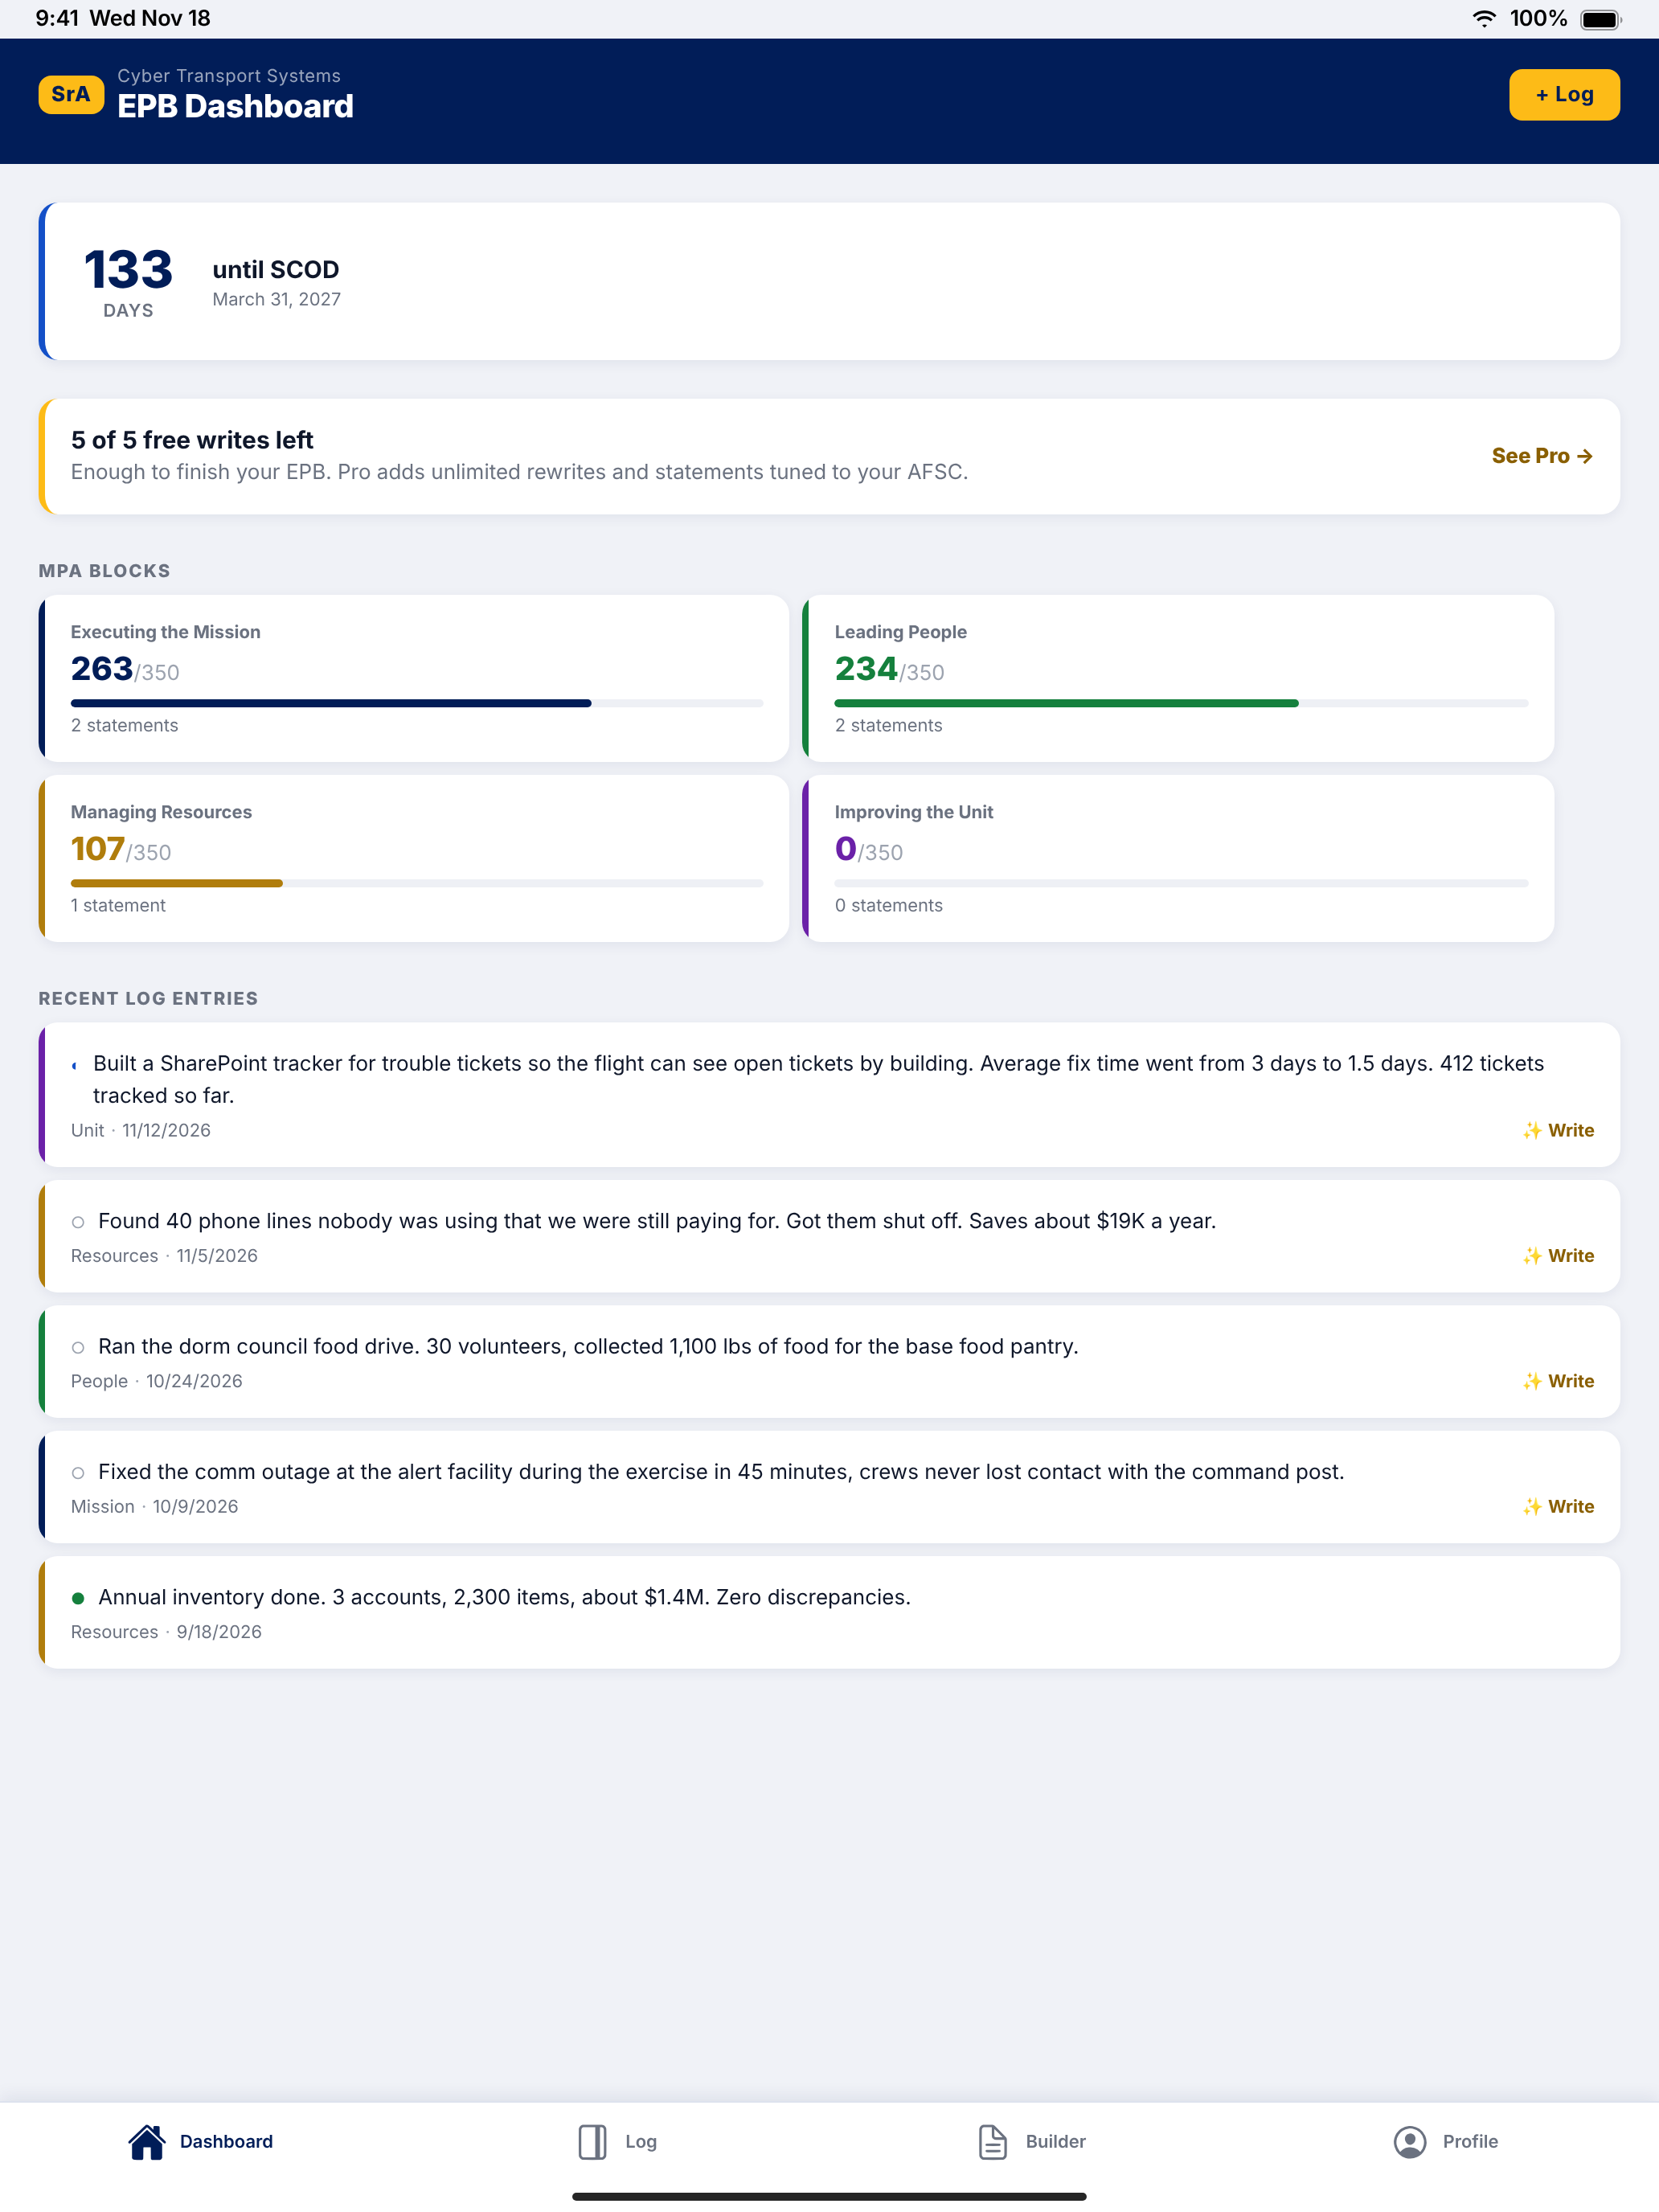 9:41 Wed Nov 18
100%
SrA
Cyber Transport Systems
EPB Dashboard
+ Log
133
DAYS
until SCOD
March 31, 2027
5 of 5 free writes left
Enough to finish your EPB. Pro adds unlimited rewrites and statements tuned to your AFSC.
See Pro →
MPA BLOCKS
Executing the Mission
263/350
2 statements
Leading People
234/350
2 statements
Managing Resources
107/350
1 statement
Improving the Unit
0/350
0 statements
RECENT LOG ENTRIES
Built a SharePoint tracker for trouble tickets so the flight can see open tickets by building. Average fix time went from 3 days to 1.5 days. 412 tickets
tracked so far.
Unit · 11/12/2026
✨ Write
Found 40 phone lines nobody was using that we were still paying for. Got them shut off. Saves about $19K a year.
Resources · 11/5/2026
✨ Write
Ran the dorm council food drive. 30 volunteers, collected 1,100 lbs of food for the base food pantry.
People · 10/24/2026
✨ Write
Fixed the comm outage at the alert facility during the exercise in 45 minutes, crews never lost contact with the command post.
Mission · 10/9/2026
✨ Write
Annual inventory done. 3 accounts, 2,300 items, about $1.4M. Zero discrepancies.
Resources · 9/18/2026
Dashboard
Log
Builder
Profile